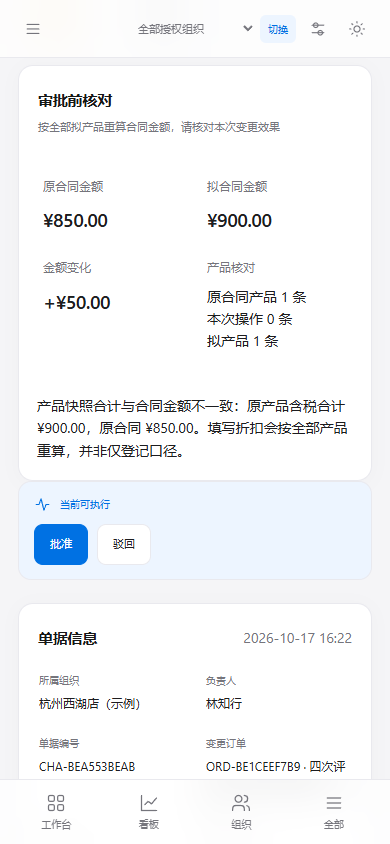 全部授权组织
切换
审批前核对
按全部拟产品重算合同金额，请核对本次变更效果
原合同金额
拟合同金额
¥850.00
¥900.00
金额变化
产品核对
+¥50.00
原合同产品 1 条
本次操作 0 条
拟产品 1 条
产品快照合计与合同金额不一致：原产品含税合计
¥900.00，原合同 ¥850.00。填写折扣会按全部产品
重算，并非仅登记口径。
当前可执行
批准
驳回
单据信息
2026-10-17 16:22
所属组织
负责人
杭州西湖店（示例）
林知行
单据编号
变更订单
CHA-BEA553BEAB
ORD-BE1CEEF7B9 · 四次评
工作台
看板
组织
全部